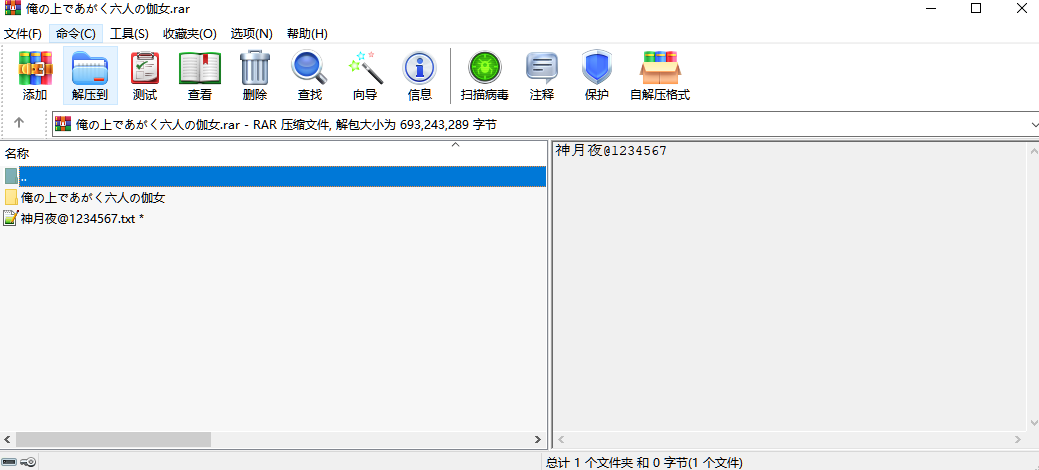 俺の上であがく六人の伽女.rar
文件(F) 命令(C) 工具(S) 收藏夹(O) 选项(N) 帮助(H)
添加 解压到 测试 查看 删除 查找 向导 信息 扫描病毒 注释 保护 自解压格式
俺の上であがく六人の伽女.rar - RAR 压缩文件, 解包大小为 693,243,289 字节
名称
..
俺の上であがく六人の伽女
神月夜@1234567.txt *
神月夜@1234567
总计 1 个文件夹 和 0 字节(1 个文件)